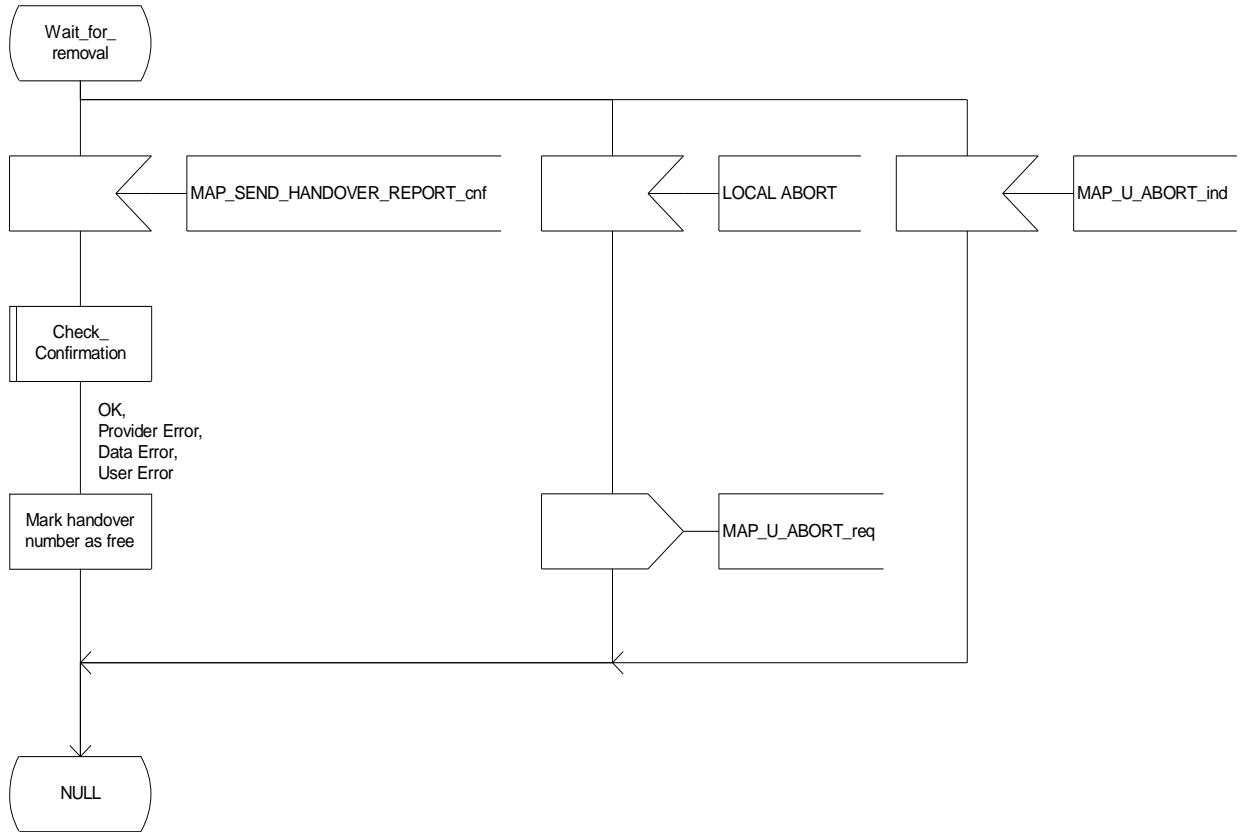 Wait_for_
removal
MAP_SEND_HANDOVER_REPORT_cnf
LOCAL ABORT
MAP_U_ABORT_ind
Check_
Confirmation
OK,
Provider Error,
Data Error,
User Error
Mark handover
number as free
MAP_U_ABORT_req
NULL